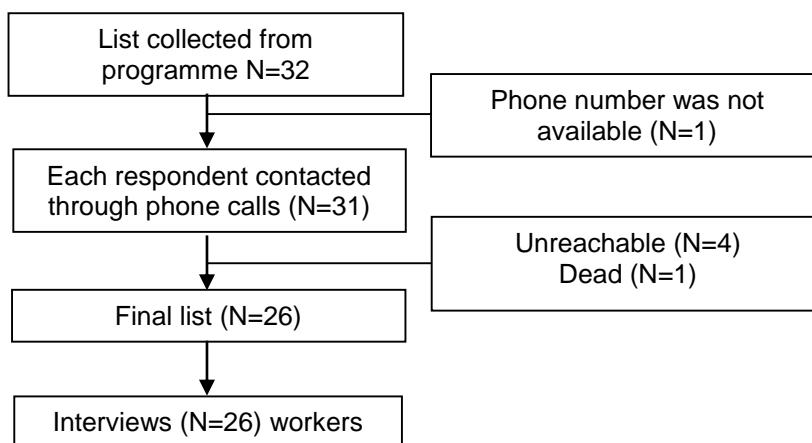 List collected from
programme N=32
Phone number was not
available (N=1)
Each respondent contacted
through phone calls (N=31)
Unreachable (N=4)
Dead (N=1)
Final list (N=26)
Interviews (N=26) workers